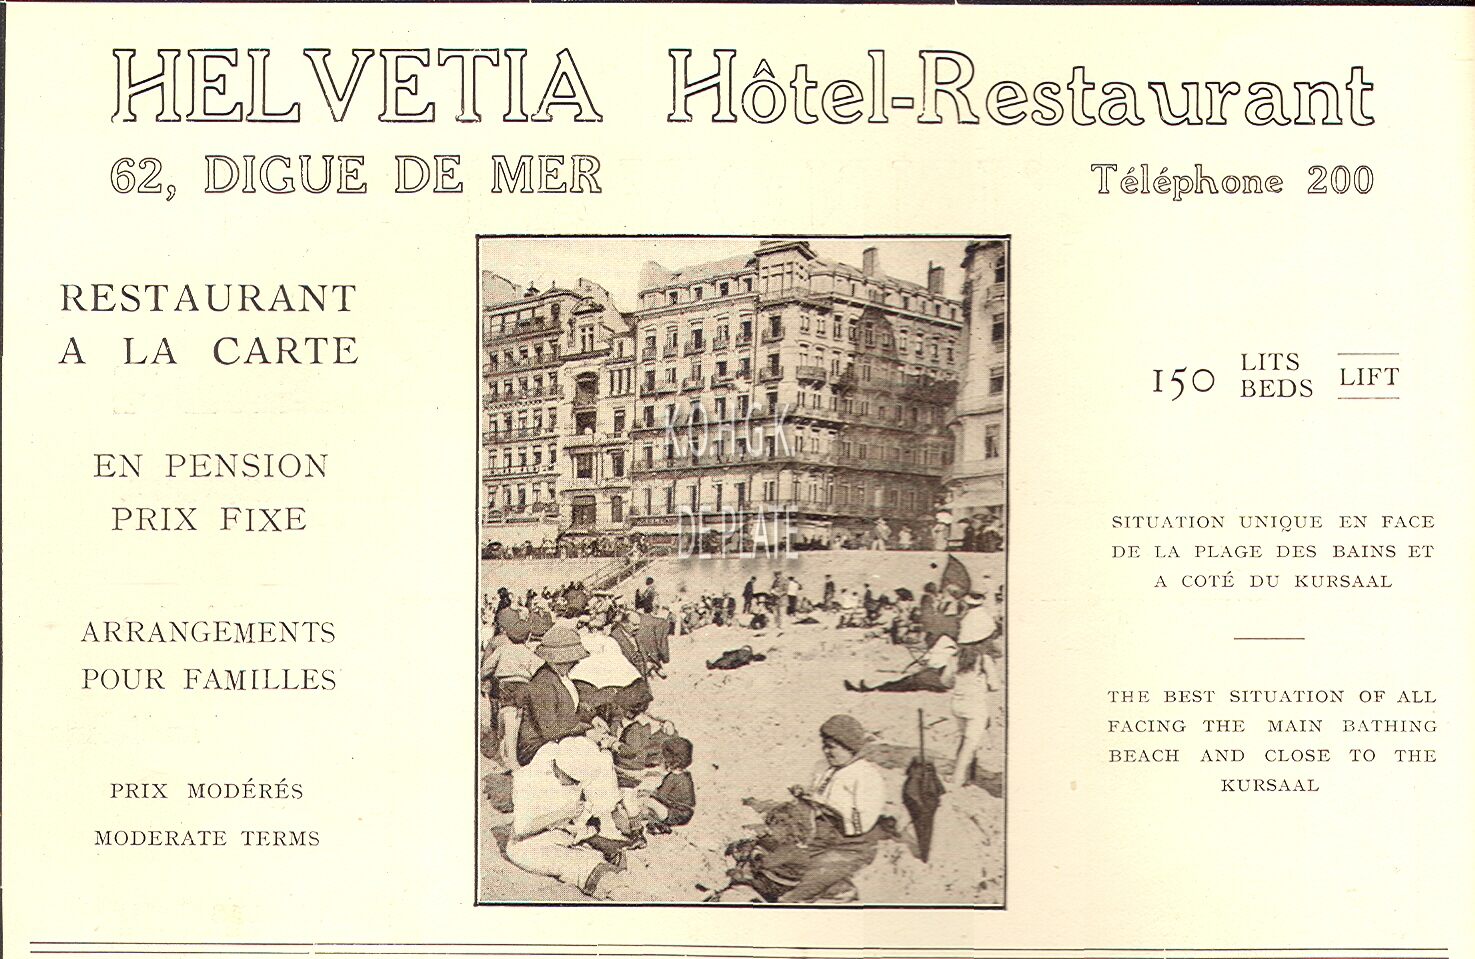 HELVETIA Hôtel-Restaurant
62, DIGUE DE MER
Téléphone 200
RESTAURANT
A LA CARTE
EN PENSION
PRIX FIXE
ARRANGEMENTS
POUR FAMILLES
PRIX MODÉRÉS
MODERATE TERMS
K.O.H.G.K.
DE PLATE
150 LITS
BEDS
LIFT
SITUATION UNIQUE EN FACE
DE LA PLAGE DES BAINS ET
A COTÉ DU KURSAAL
THE BEST SITUATION OF ALL
FACING THE MAIN BATHING
BEACH AND CLOSE TO THE
KURSAAL